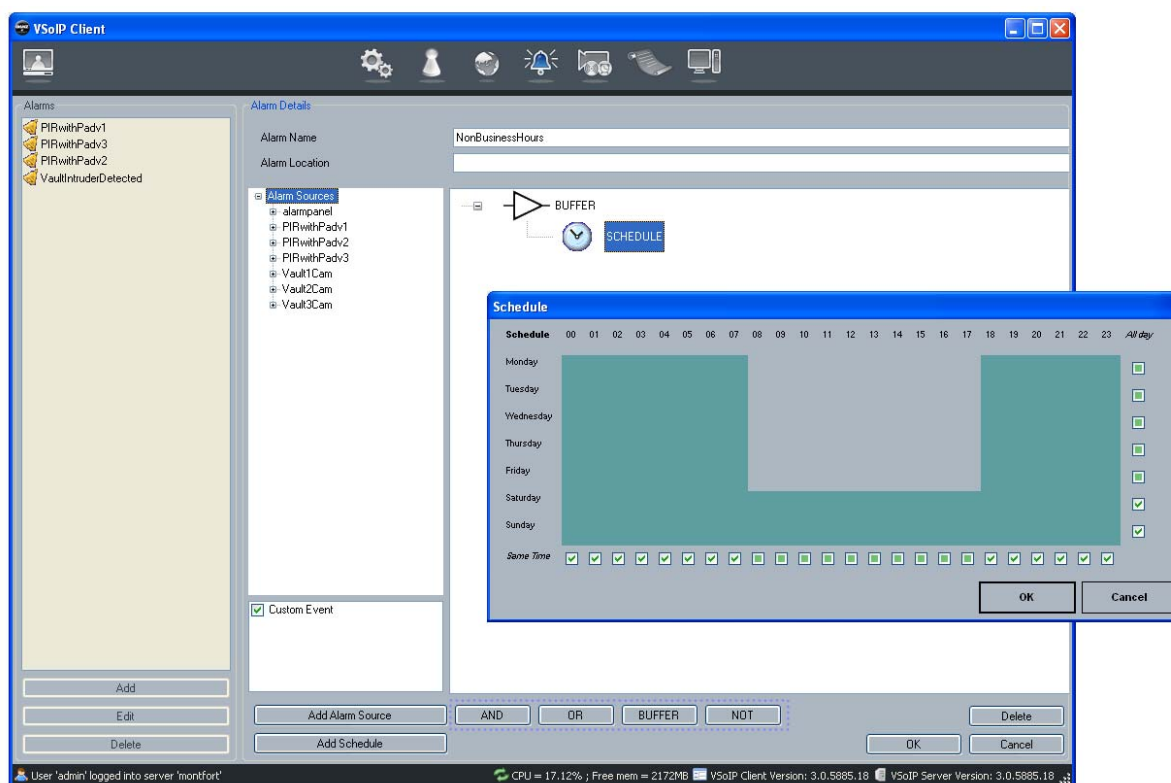 VSoIP Client
Alarms
PIRwithPadv1
PIRwithPadv3
PIRwithPadv2
VaultIntruderDetected
Add
Edit
Delete
Alarm Details
Alarm Name
NonBusinessHours
Alarm Location
Alarm Sources
alarmpanel
PIRwithPadv1
PIRwithPadv2
PIRwithPadv3
Vault1Cam
Vault2Cam
Vault3Cam
Custom Event
BUFFER
SCHEDULE
Schedule
Schedule 00 01 02 03 04 05 06 07 08 09 10 11 12 13 14 15 16 17 18 19 20 21 22 23 All day
Monday
Tuesday
Wednesday
Thursday
Friday
Saturday
Sunday
Same Time
OK Cancel
Add Alarm Source AND OR BUFFER NOT Delete
Add Schedule OK Cancel
User 'admin' logged into server 'montfort' CPU = 17.12% ; Free mem = 2172MB VSoIP Client Version: 3.0.5885.18 VSoIP Server Version: 3.0.5885.18